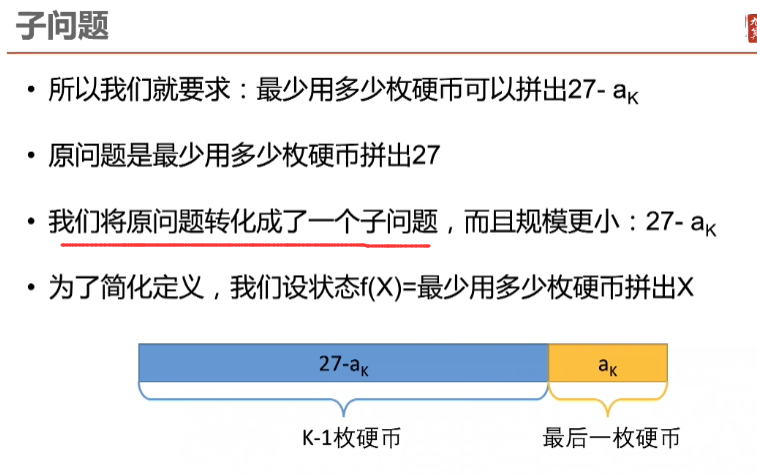 子问题
• 所以我们就要求：最少用多少枚硬币可以拼出27- aK
• 原问题是最少用多少枚硬币拼出27
• 我们将原问题转化成了一个子问题，而且规模更小：27- aK
• 为了简化定义，我们设状态f(X)=最少用多少枚硬币拼出X
27-aK
aK
K-1枚硬币
最后一枚硬币